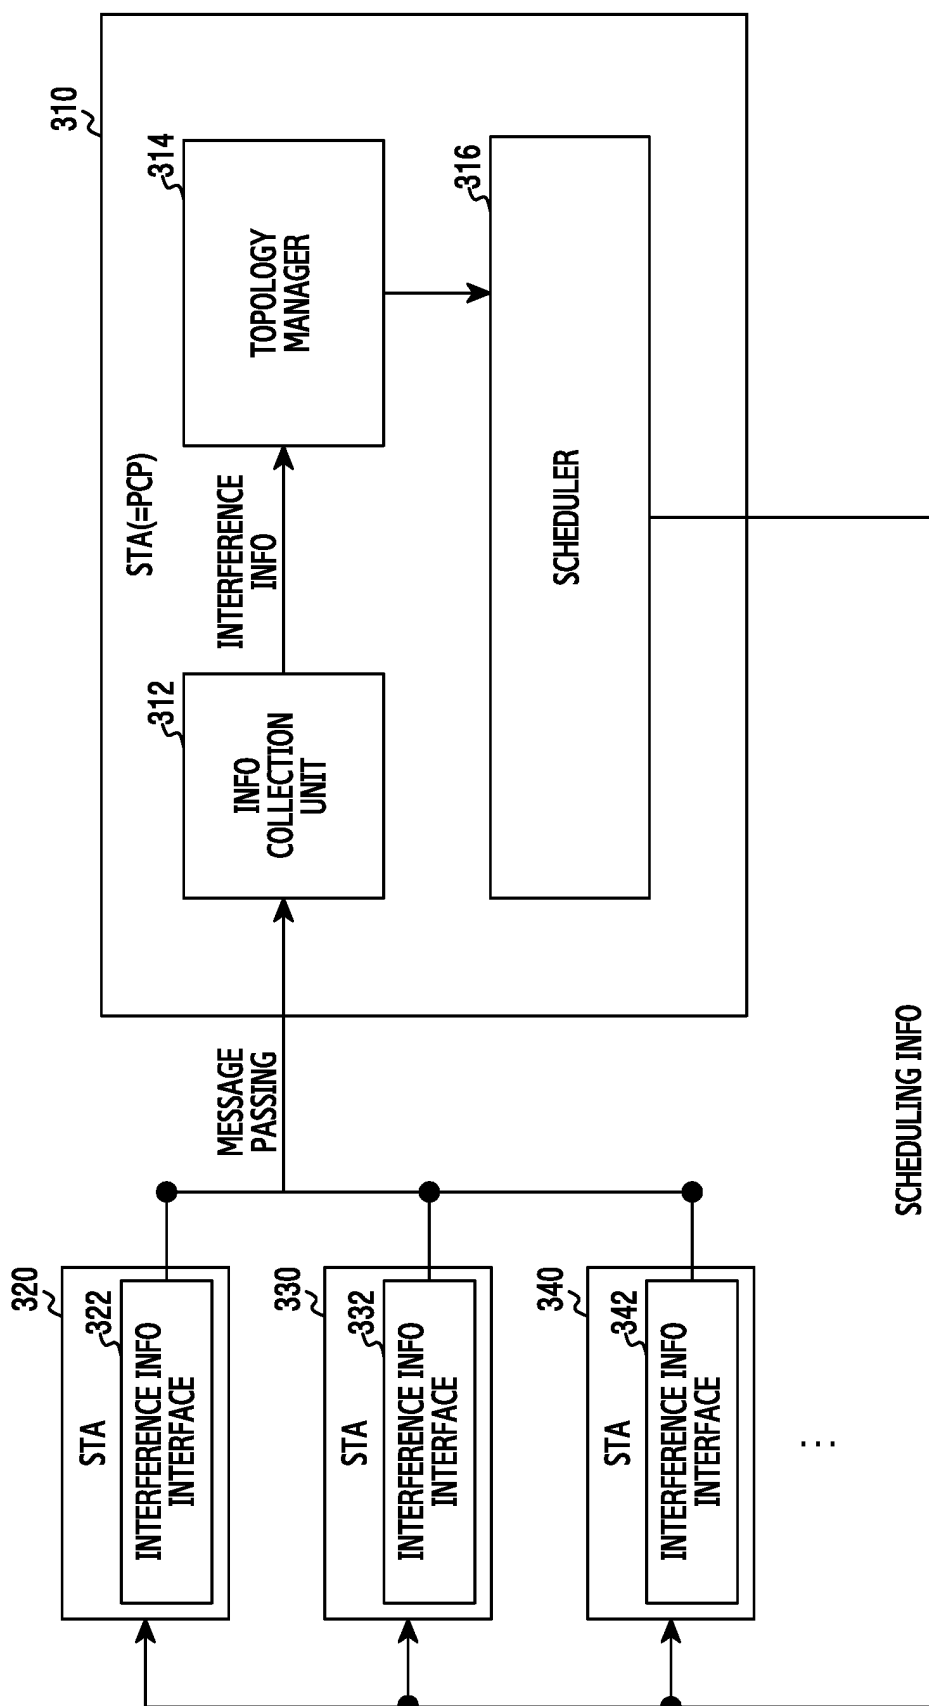 310
STA(=PCP)
312
INFO
COLLECTION
UNIT
INTERFERENCE
INFO
314
TOPOLOGY
MANAGER
316
SCHEDULER
MESSAGE
PASSING
320
STA
322
INTERFERENCE INFO
INTERFACE
330
STA
332
INTERFERENCE INFO
INTERFACE
340
STA
342
INTERFERENCE INFO
INTERFACE
...
SCHEDULING INFO